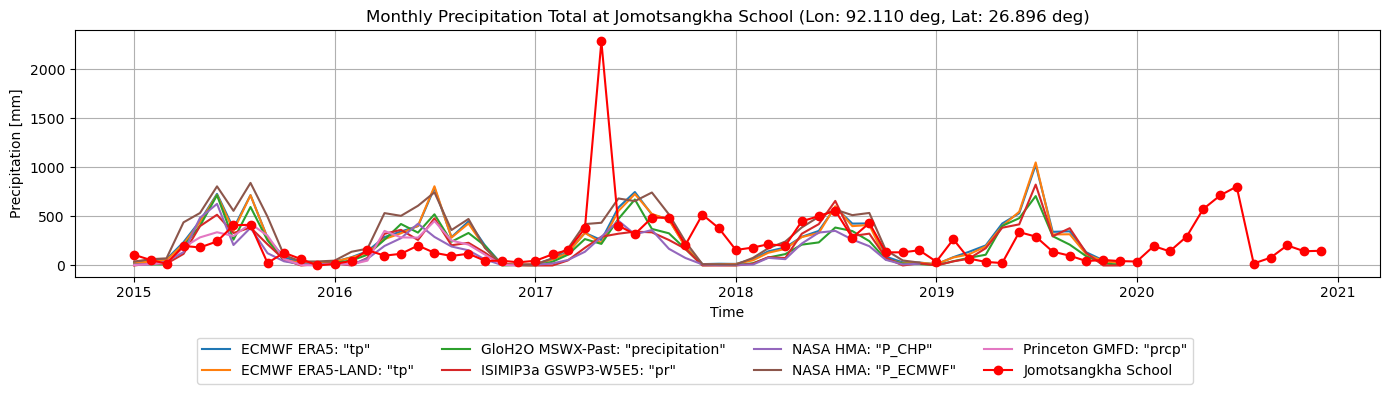 Monthly Precipitation Total at Jomotsangkha School (Lon: 92.110 deg, Lat: 26.896 deg)
Precipitation [mm]
2000
1500
1000
500
0
2015 2016 2017 2018 2019 2020 2021
Time
ECMWF ERA5: "tp" GloH2O MSWX-Past: "precipitation" NASA HMA: "P_CHP" Princeton GMFD: "prcp"
ECMWF ERA5-LAND: "tp" ISIMIP3a GSWP3-W5E5: "pr" NASA HMA: "P_ECMWF" Jomotsangkha School